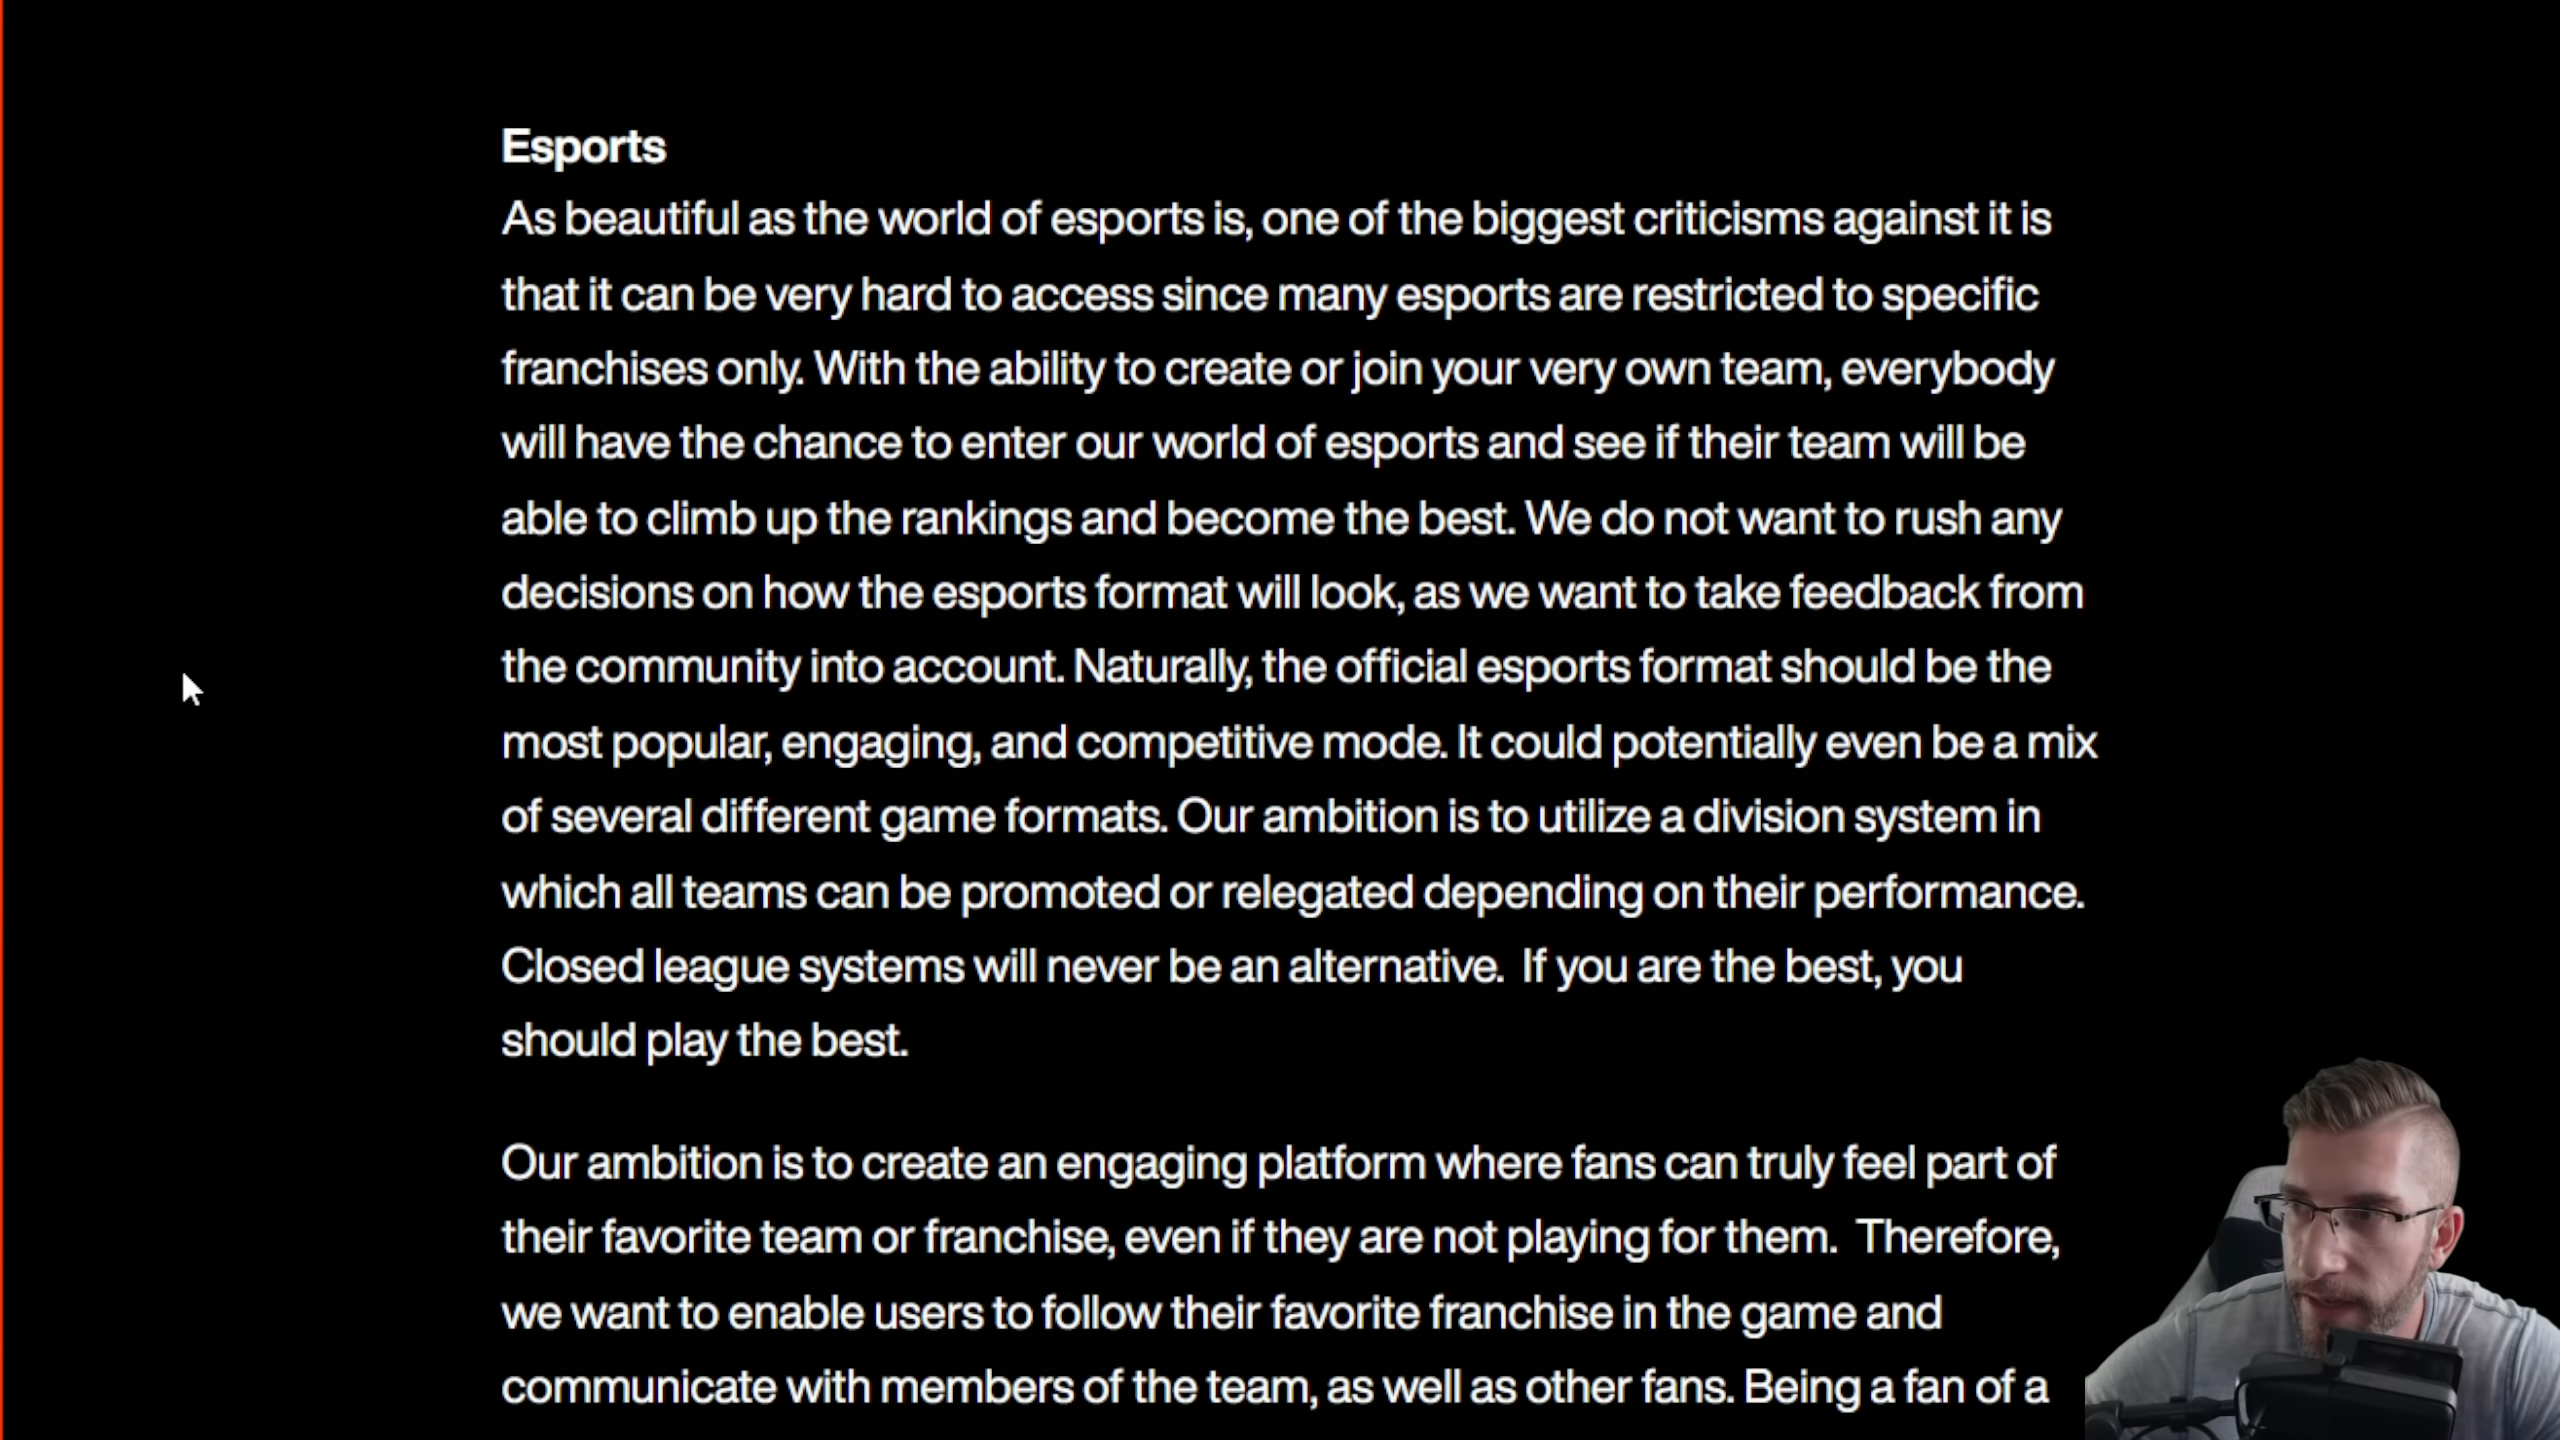 Esports
As beautiful as the world of esports is, one of the biggest criticisms against it is
that it can be very hard to access since many esports are restricted to specific
franchises only. With the ability to create or join your very own team, everybody
will have the chance to enter our world of esports and see if their team will be
able to climb up the rankings and become the best. We do not want to rush any
decisions on how the esports format will look, as we want to take feedback from
the community into account. Naturally, the official esports format should be the
most popular, engaging, and competitive mode. It could potentially even be a mix
of several different game formats. Our ambition is to utilize a division system in
which all teams can be promoted or relegated depending on their performance.
Closed league systems will never be an alternative.  If you are the best, you
should play the best.
Our ambition is to create an engaging platform where fans can truly feel part of
their favorite team or franchise, even if they are not playing for them.  Therefore,
we want to enable users to follow their favorite franchise in the game and
communicate with members of the team, as well as other fans. Being a fan of a